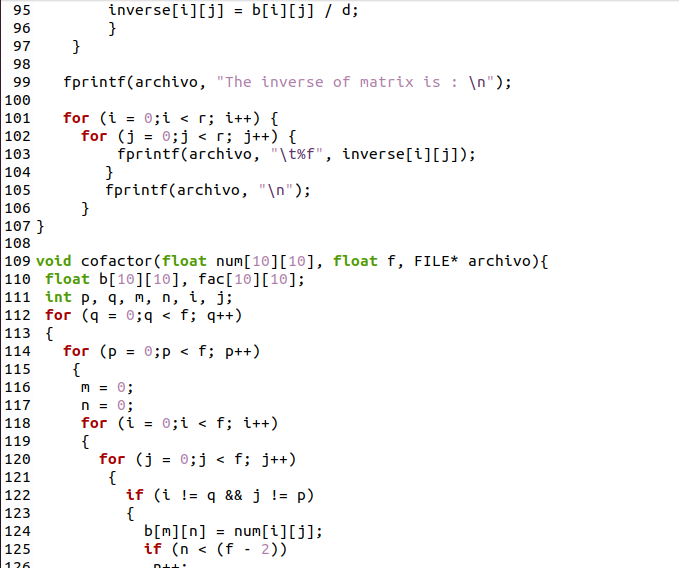 95         inverse[i][j] = b[i][j] / d;
96         }
97     }
98
99    fprintf(archivo, "The inverse of matrix is : \n");
100
101    for (i = 0;i < r; i++) {
102      for (j = 0;j < r; j++) {
103          fprintf(archivo, "\t%f", inverse[i][j]);
104         }
105         fprintf(archivo, "\n");
106      }
107 }
108
109 void cofactor(float num[10][10], float f, FILE* archivo){
110  float b[10][10], fac[10][10];
111  int p, q, m, n, i, j;
112  for (q = 0;q < f; q++)
113  {
114    for (p = 0;p < f; p++)
115     {
116      m = 0;
117      n = 0;
118      for (i = 0;i < f; i++)
119      {
120        for (j = 0;j < f; j++)
121         {
122           if (i != q && j != p)
123           {
124             b[m][n] = num[i][j];
125             if (n < (f - 2))
126              n++;